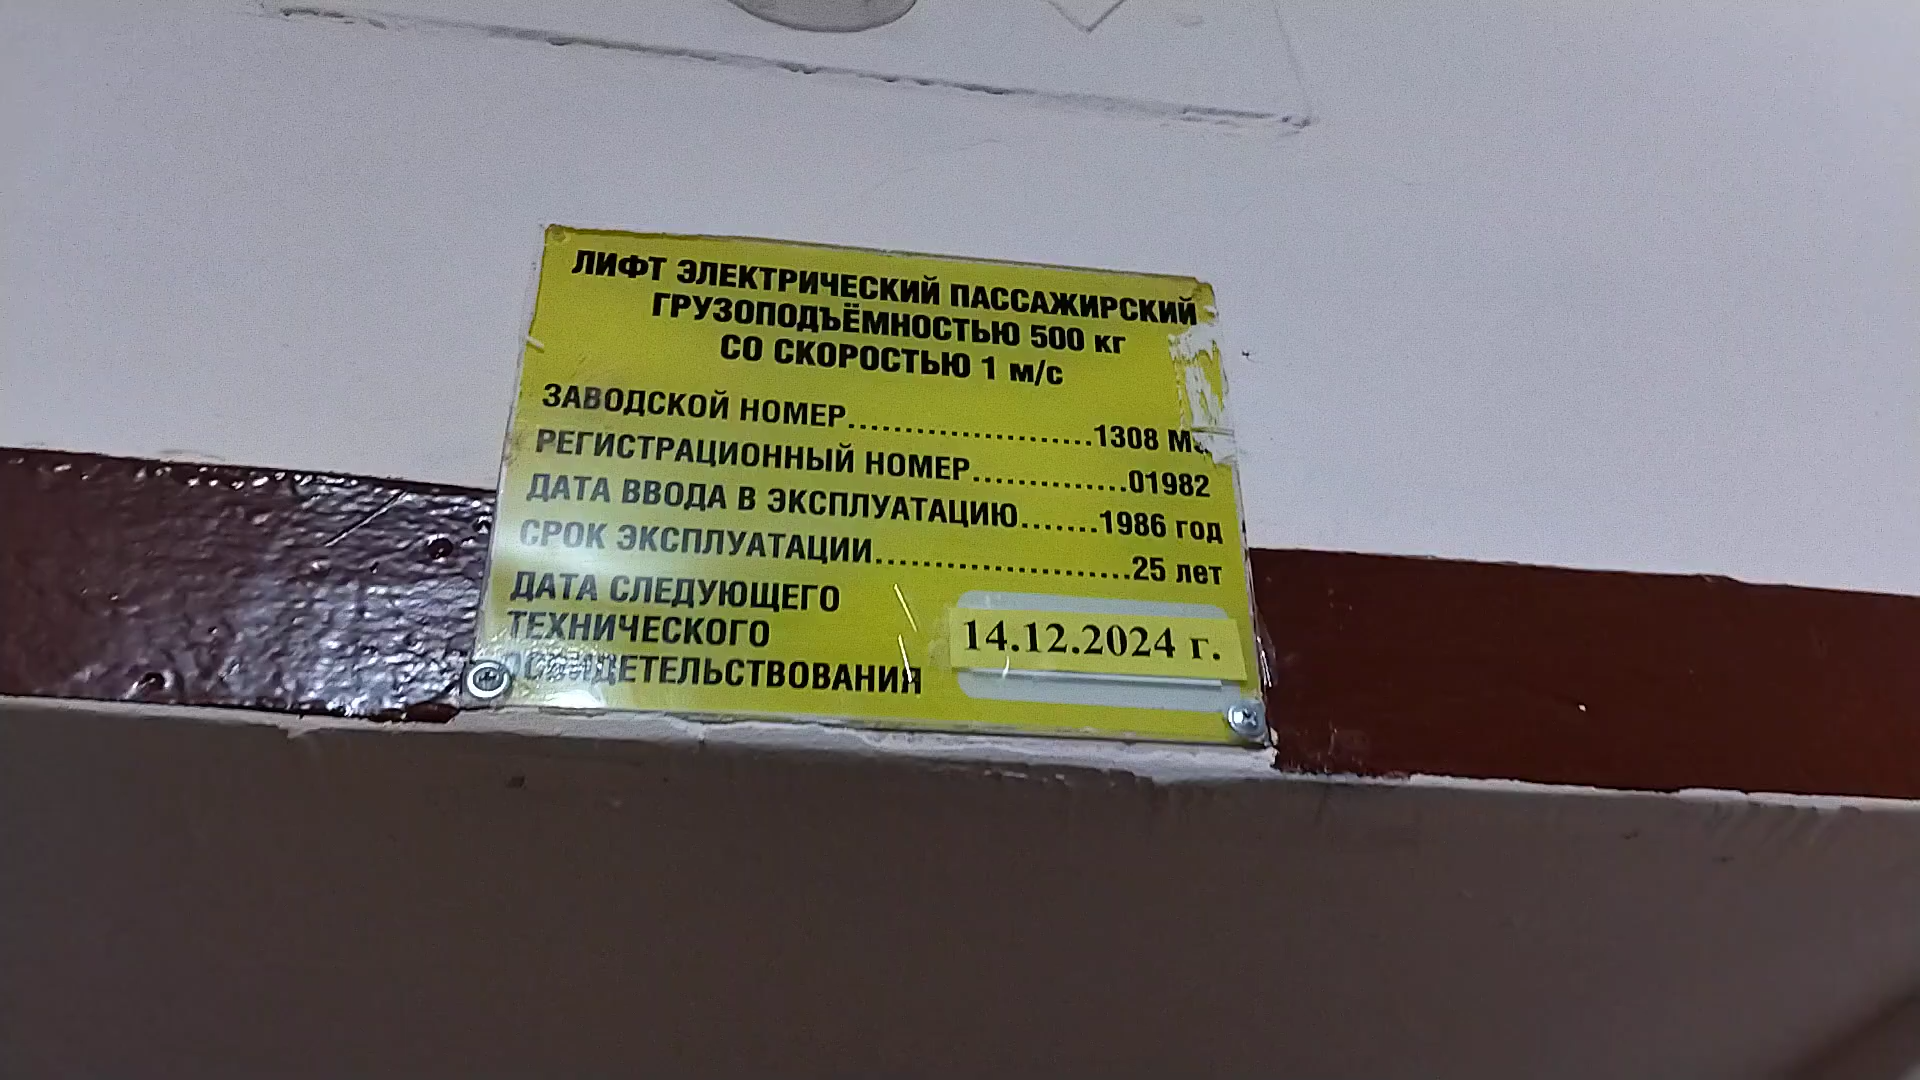 ЛИФТ ЭЛЕКТРИЧЕСКИЙ ПАССАЖИРСКИЙ
ГРУЗОПОДЪЁМНОСТЬЮ 500 кг
СО СКОРОСТЬЮ 1 м/с
ЗАВОДСКОЙ НОМЕР......................1308
РЕГИСТРАЦИОННЫЙ НОМЕР..............01982
ДАТА ВВОДА В ЭКСПЛУАТАЦИЮ.......1986 год
СРОК ЭКСПЛУАТАЦИИ.......................25 лет
ДАТА СЛЕДУЮЩЕГО
ТЕХНИЧЕСКОГО
ОСВИДЕТЕЛЬСТВОВАНИЯ
14.12.2024 г.